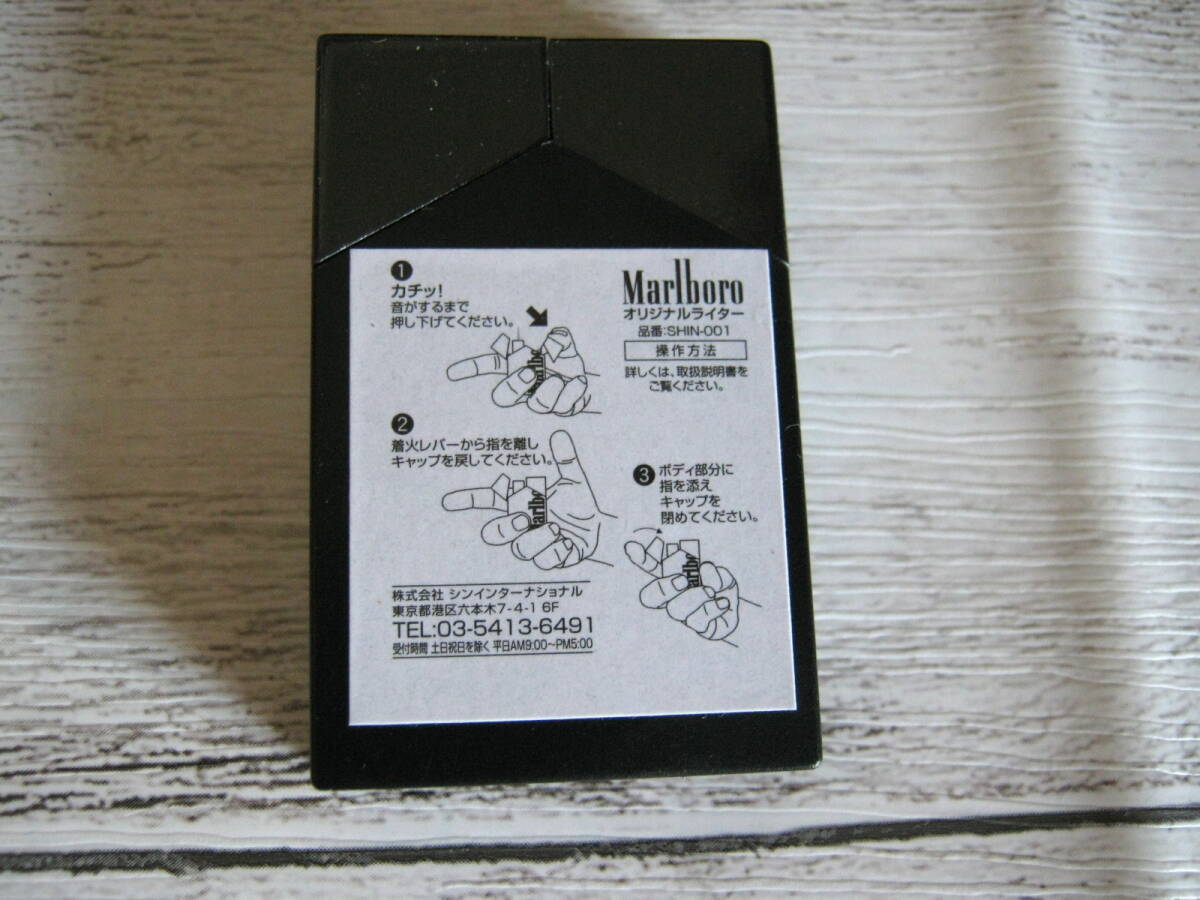 ❶
カチッ!
音がするまで
押し下げてください。
Marlboro
オリジナルライター
品番:SHIN-001
操作方法
詳しくは、取扱説明書を
ご覧ください。
Marlbo
❷
着火レバーから指を離し
キャップを戻してください。
arlbo
❸ ボディ部分に
指を添え
キャップを
閉めてください。
arlbo
株式会社 シンインターナショナル
東京都港区六本木7-4-1 6F
TEL:03-5413-6491
受付時間 土日祝日を除く 平日AM9:00〜PM5:00